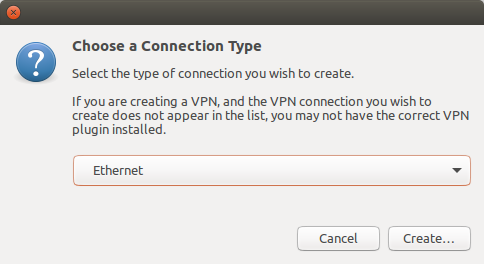 Choose a Connection Type
Select the type of connection you wish to create.
If you are creating a VPN, and the VPN connection you wish to
create does not appear in the list, you may not have the correct VPN
plugin installed.
Ethernet
Cancel
Create...